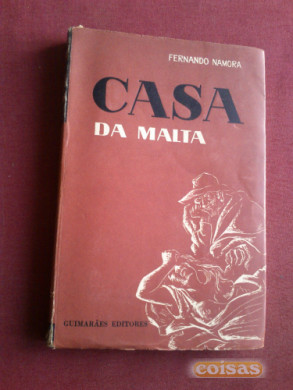 FERNANDO NAMORA
CASA
DA MALTA
GUIMARÃES EDITORES
coisas